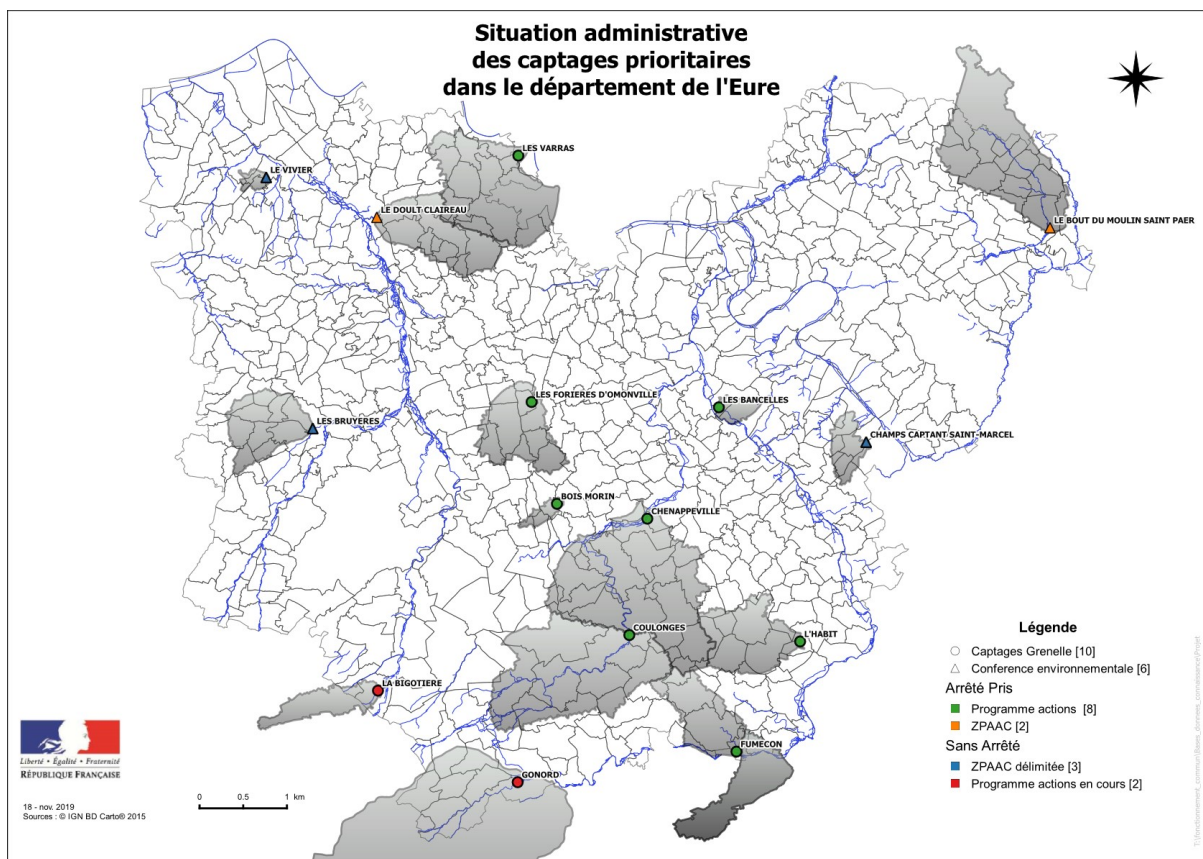 Situation administrative
des captages prioritaires
dans le département de l'Eure
LES VARRAS
LE VIVIER
LE DOULT CLAIREAU
LE BOUT DU MOULIN SAINT PAER
LES FORIERES D'OMONVILLE
LES BANCELLES
LES BRUYERES
CHAMPS CAPTANT SAINT-MARCEL
BOIS MORIN
CHENAPPEVILLE
COULONGES
L'HABIT
LA BIGOTIERE
FUMECON
GONORD
Légende
Captages Grenelle [10]
Conference environnementale [6]
Arrêté Pris
Programme actions [8]
ZPAAC [2]
Sans Arrêté
ZPAAC délimitée [3]
Programme actions en cours [2]
Liberté • Égalité • Fraternité
RÉPUBLIQUE FRANÇAISE
0 0.5 1 km
18 - nov. 2019
Sources : © IGN BD Carto® 2015